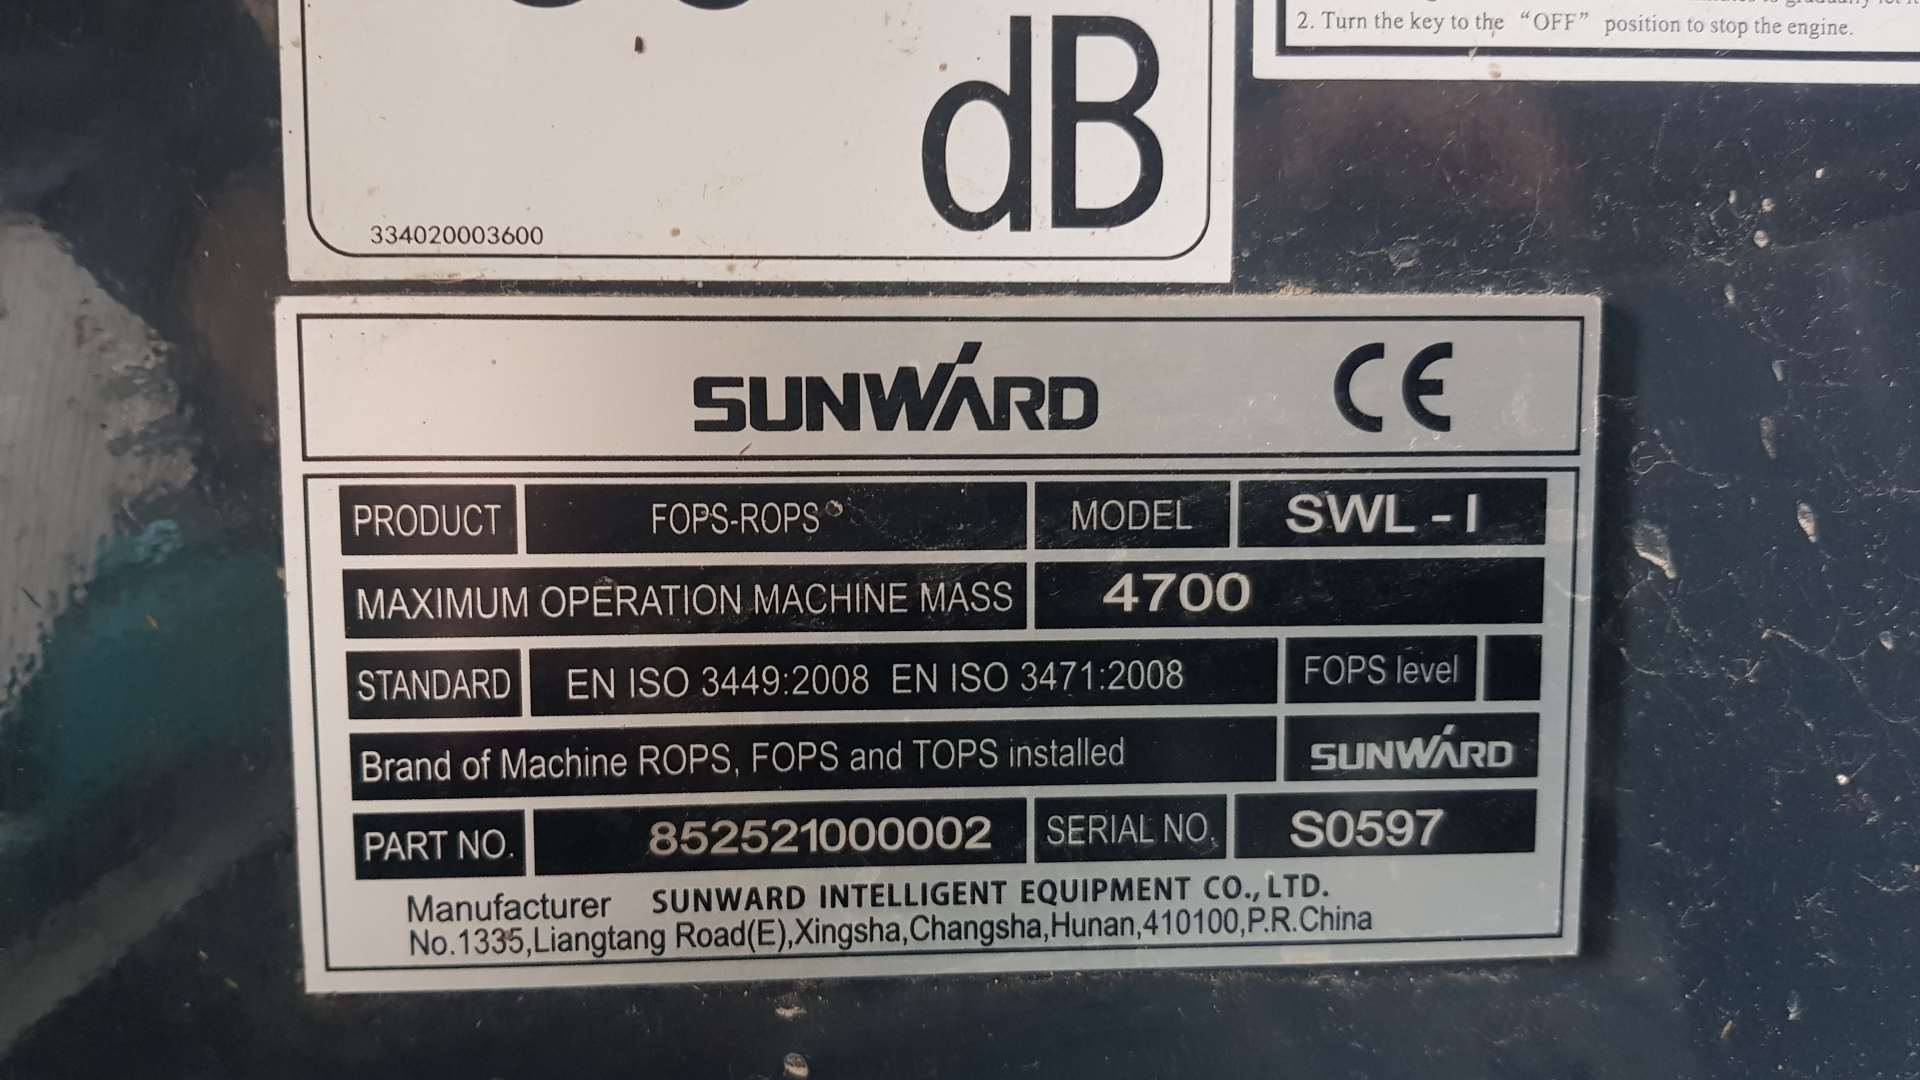 dB
334020003600
2. Turn the key to the “OFF” position to stop the engine.
SUNWARD CE
PRODUCT FOPS-ROPS MODEL SWL - I
MAXIMUM OPERATION MACHINE MASS 4700
STANDARD EN ISO 3449:2008 EN ISO 3471:2008 FOPS level
Brand of Machine ROPS, FOPS and TOPS installed SUNWARD
PART NO. 852521000002 SERIAL NO. S0597
Manufacturer SUNWARD INTELLIGENT EQUIPMENT CO.,LTD.
No.1335,Liangtang Road(E),Xingsha,Changsha,Hunan,410100,P.R.China